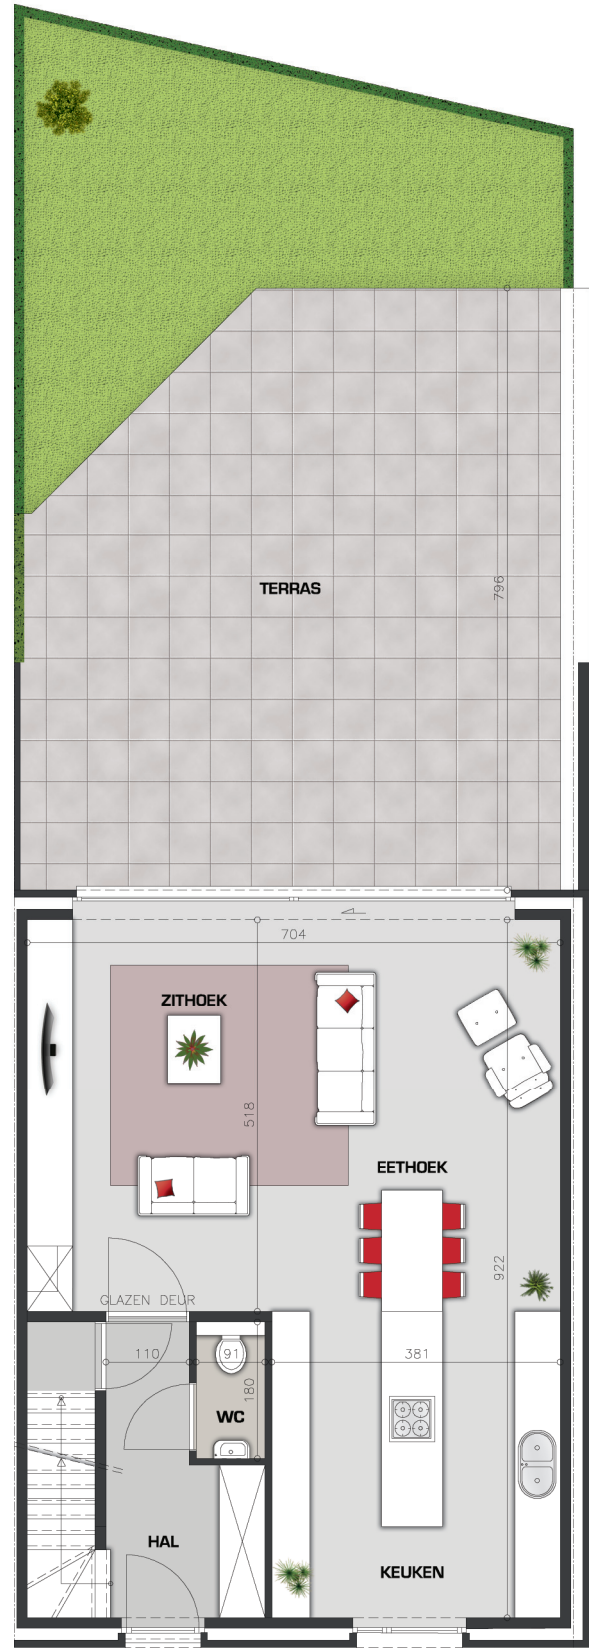 TERRAS
796
704
ZITHOEK
518
EETHOEK
922
GLAZEN DEUR
110
91
381
180
WC
HAL
KEUKEN